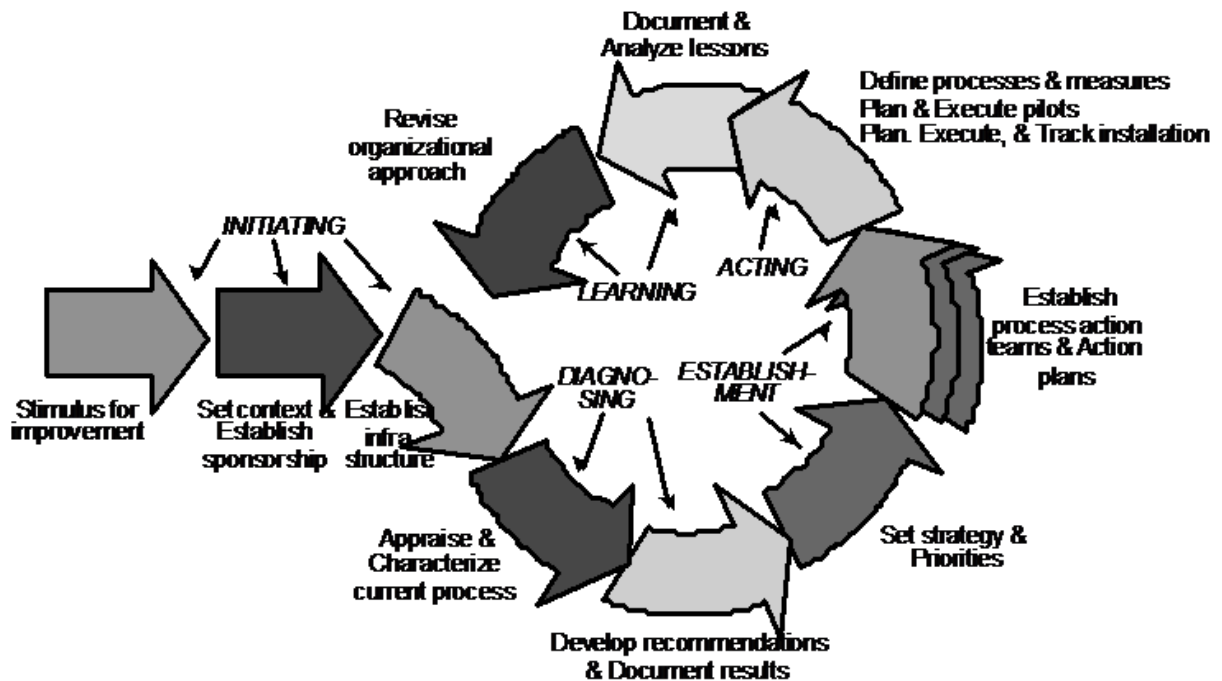 Document &
Analyze lessons
Define processes & measures
Plan & Execute pilots
Plan. Execute, & Track installation
Revise
organizational
approach
INITIATING
LEARNING
ACTING
Establish
process action
teams & Action
plans
DIAGNO-
SING
ESTABLISH-
MENT
Stimulus for
improvement
Set context &
Establish
sponsorship
Establish
infra
structure
Appraise &
Characterize
current process
Set strategy &
Priorities
Develop recommendations
& Document results